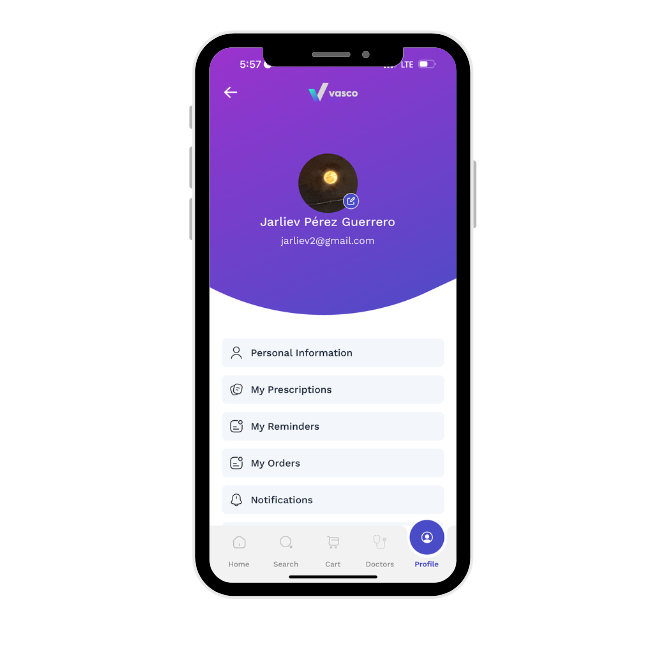 5:57
LTE
vasco
Jarliev Pérez Guerrero
jarliev2@gmail.com
Personal Information
My Prescriptions
My Reminders
My Orders
Notifications
Home
Search
Cart
Doctors
Profile